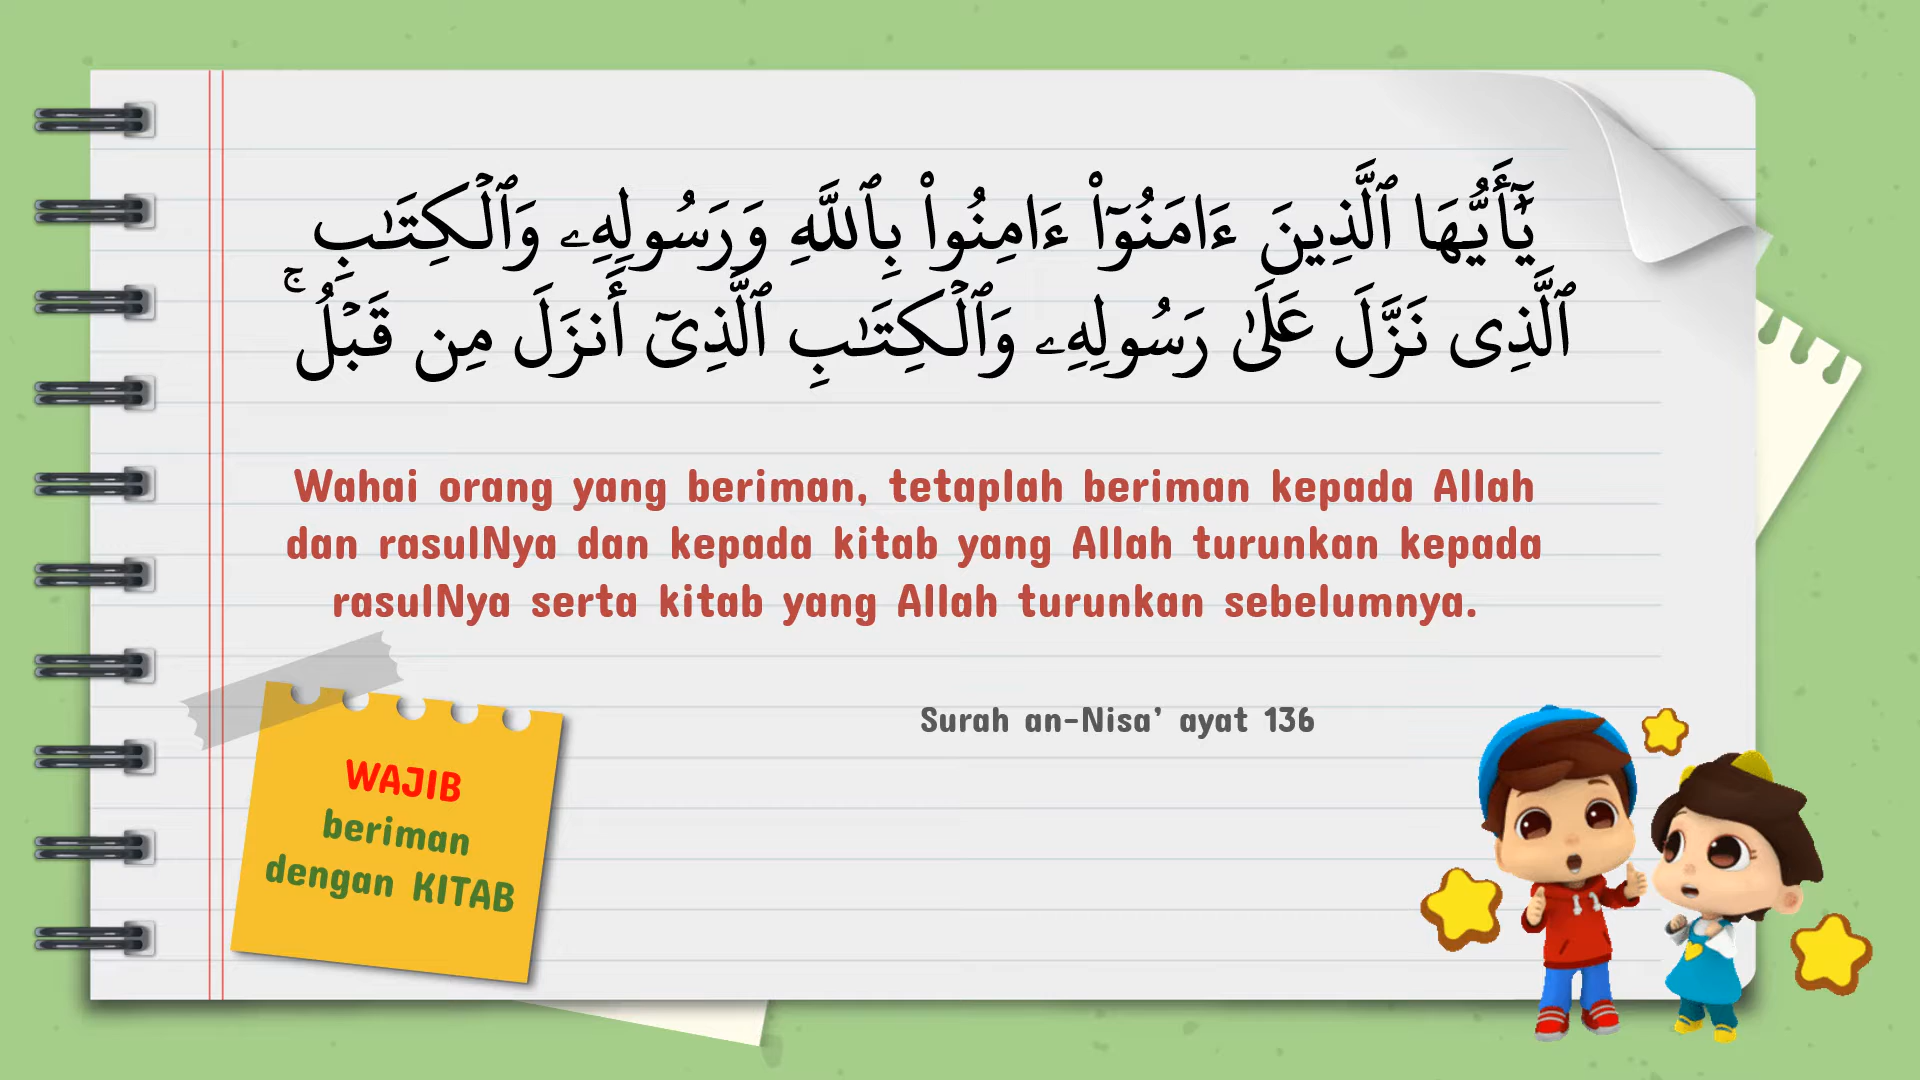 يَٰٓأَيُّهَا ٱلَّذِينَ ءَامَنُوٓاْ ءَامِنُواْ بِٱللَّهِ وَرَسُولِهِۦ وَٱلۡكِتَٰبِ
ٱلَّذِى نَزَّلَ عَلَىٰ رَسُولِهِۦ وَٱلۡكِتَٰبِ ٱلَّذِىٓ أَنزَلَ مِن قَبۡلُۚ
Wahai orang yang beriman, tetaplah beriman kepada Allah
dan rasulNya dan kepada kitab yang Allah turunkan kepada
rasulNya serta kitab yang Allah turunkan sebelumnya.
Surah an-Nisa' ayat 136
WAJIB
beriman
dengan KITAB